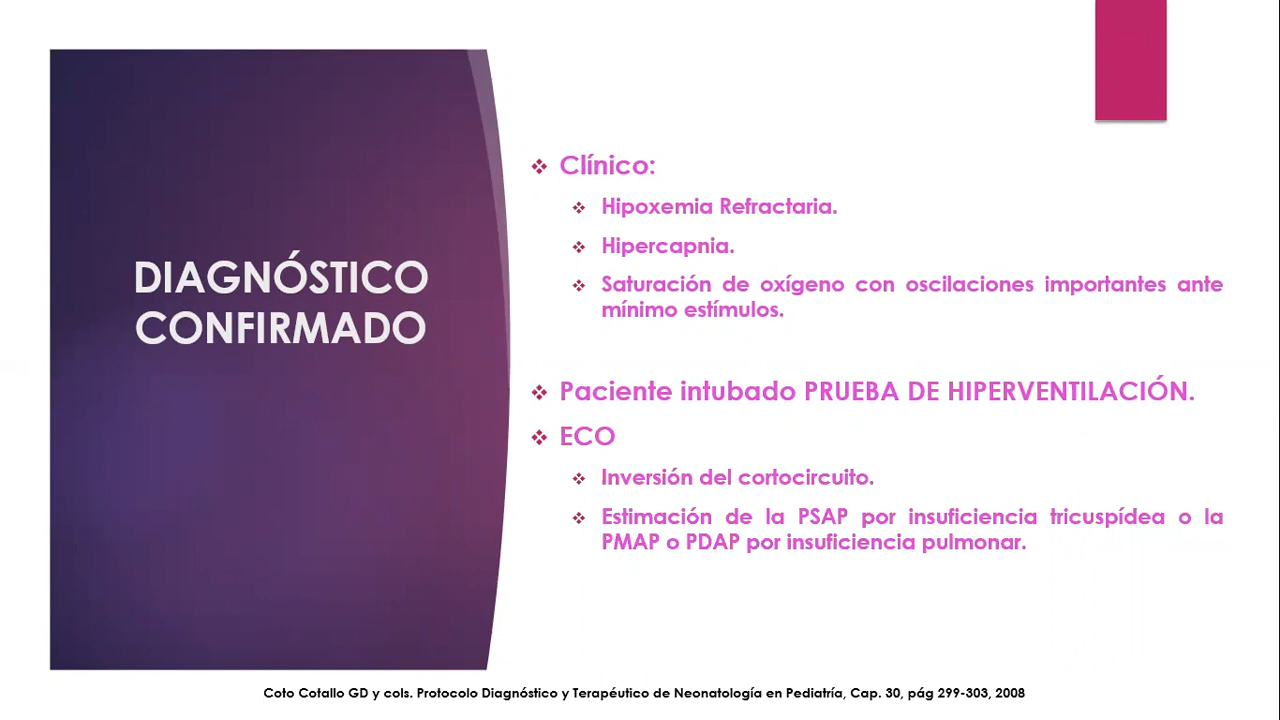 DIAGNÓSTICO
CONFIRMADO
Clínico:
Hipoxemia Refractaria.
Hipercapnia.
Saturación de oxígeno con oscilaciones importantes ante
mínimo estímulos.
Paciente intubado PRUEBA DE HIPERVENTILACIÓN.
ECO
Inversión del cortocircuito.
Estimación de la PSAP por insuficiencia tricuspídea o la
PMAP o PDAP por insuficiencia pulmonar.
Coto Cotallo GD y cols. Protocolo Diagnóstico y Terapéutico de Neonatología en Pediatría, Cap. 30, pág 299-303, 2008